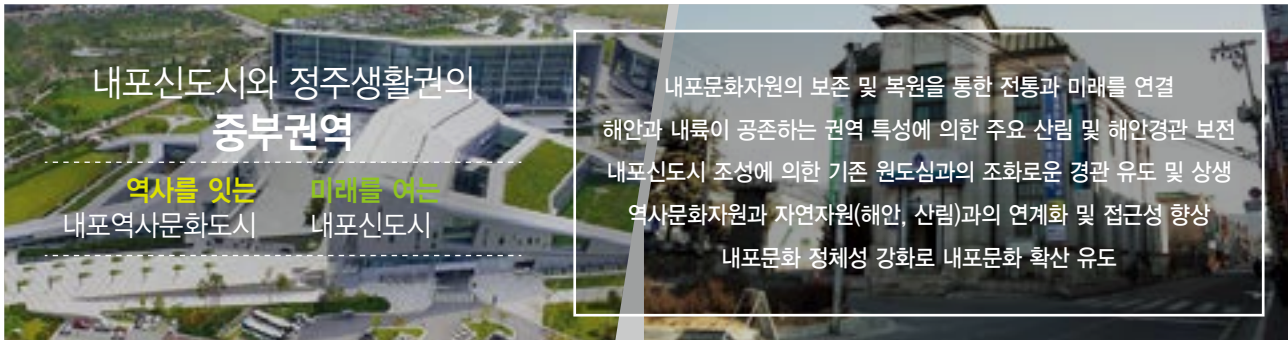 내포신도시와 정주생활권의
중부권역
역사를 잇는 미래를 여는
내포역사문화도시 내포신도시
내포문화자원의 보존 및 복원을 통한 전통과 미래를 연결
해안과 내륙이 공존하는 권역 특성에 의한 주요 산림 및 해안경관 보전
내포신도시 조성에 의한 기존 원도심과의 조화로운 경관 유도 및 상생
역사문화자원과 자연자원(해안, 산림)과의 연계화 및 접근성 향상
내포문화 정체성 강화로 내포문화 확산 유도